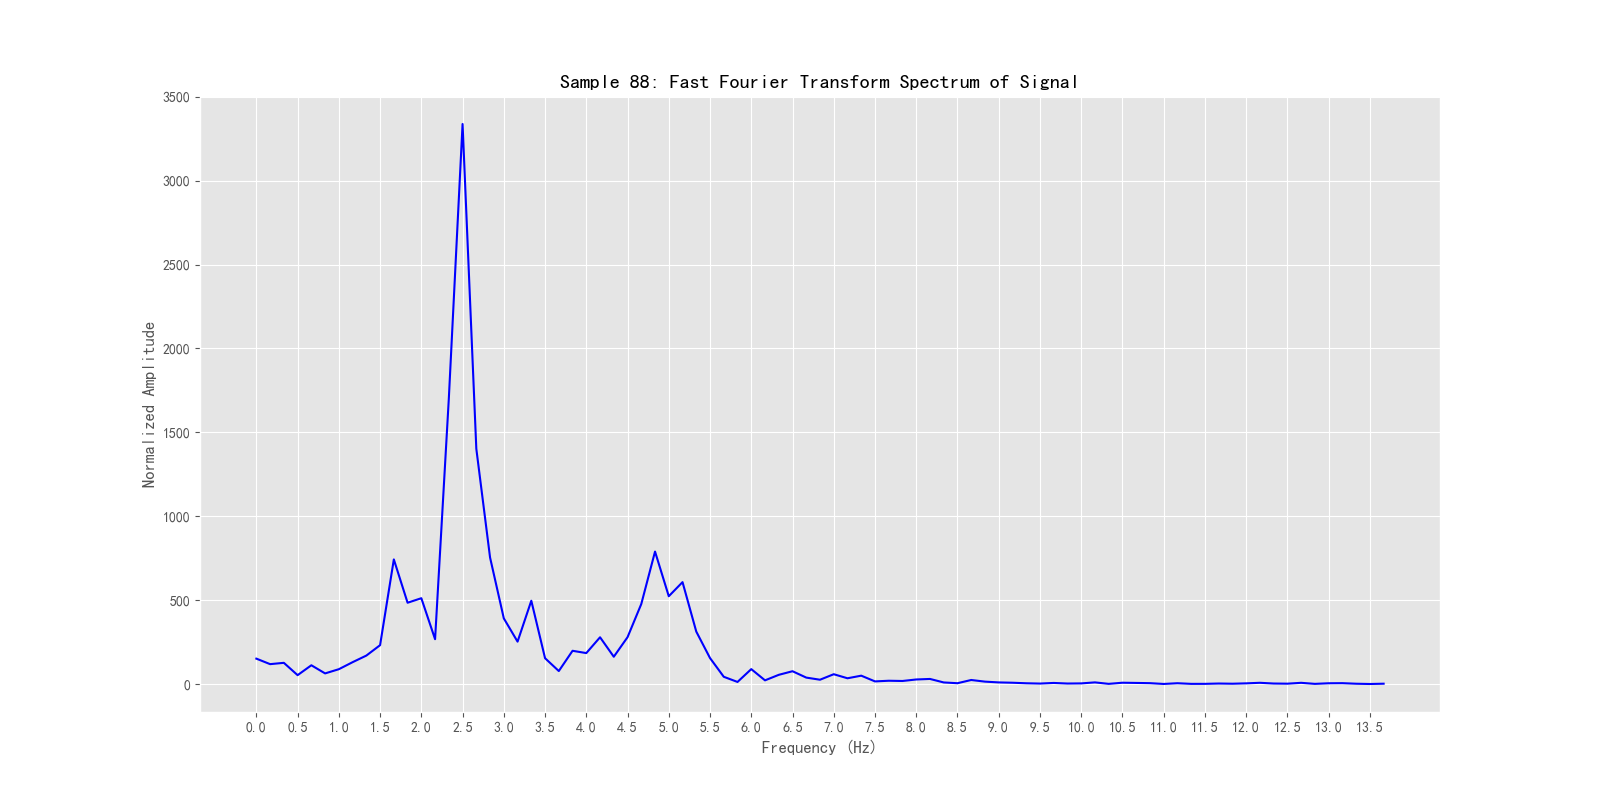 Sample 88: Fast Fourier Transform Spectrum of Signal
3500
3000
2500
2000
1500
1000
500
0
Normalized Amplitude
0.0 0.5 1.0 1.5 2.0 2.5 3.0 3.5 4.0 4.5 5.0 5.5 6.0 6.5 7.0 7.5 8.0 8.5 9.0 9.5 10.0 10.5 11.0 11.5 12.0 12.5 13.0 13.5
Frequency (Hz)